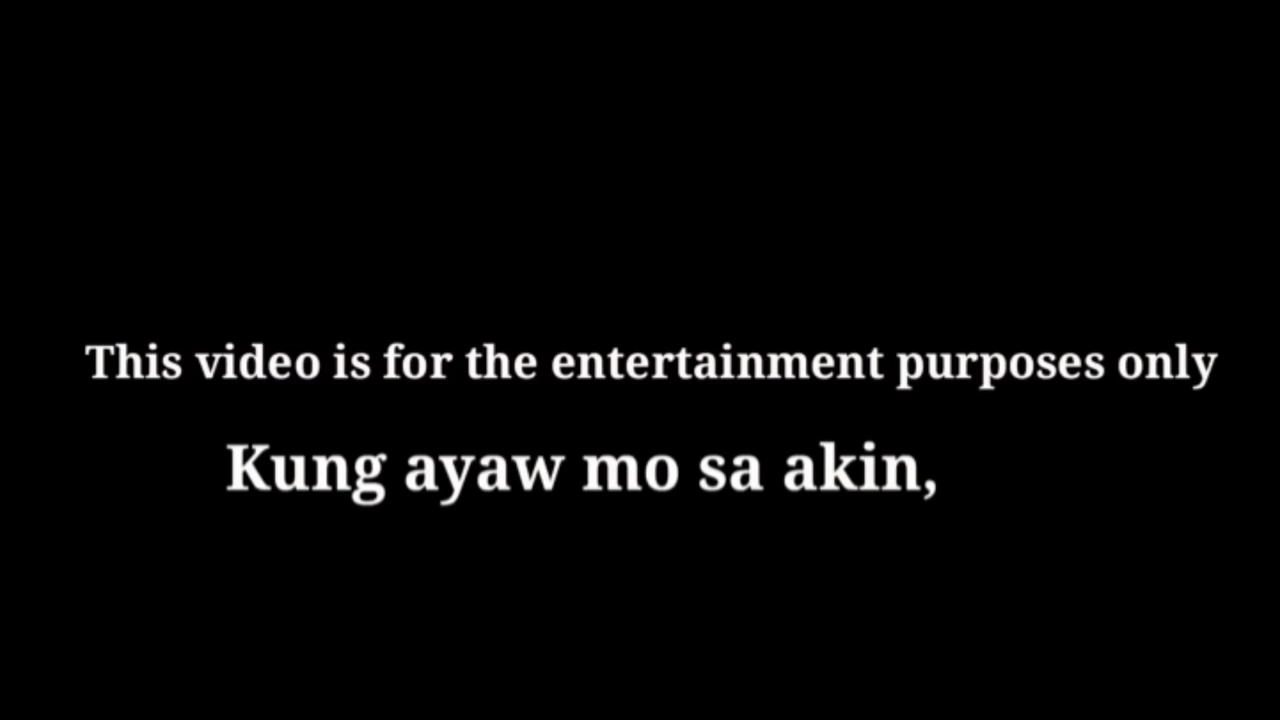 This video is for the entertainment purposes only
Kung ayaw mo sa akin,